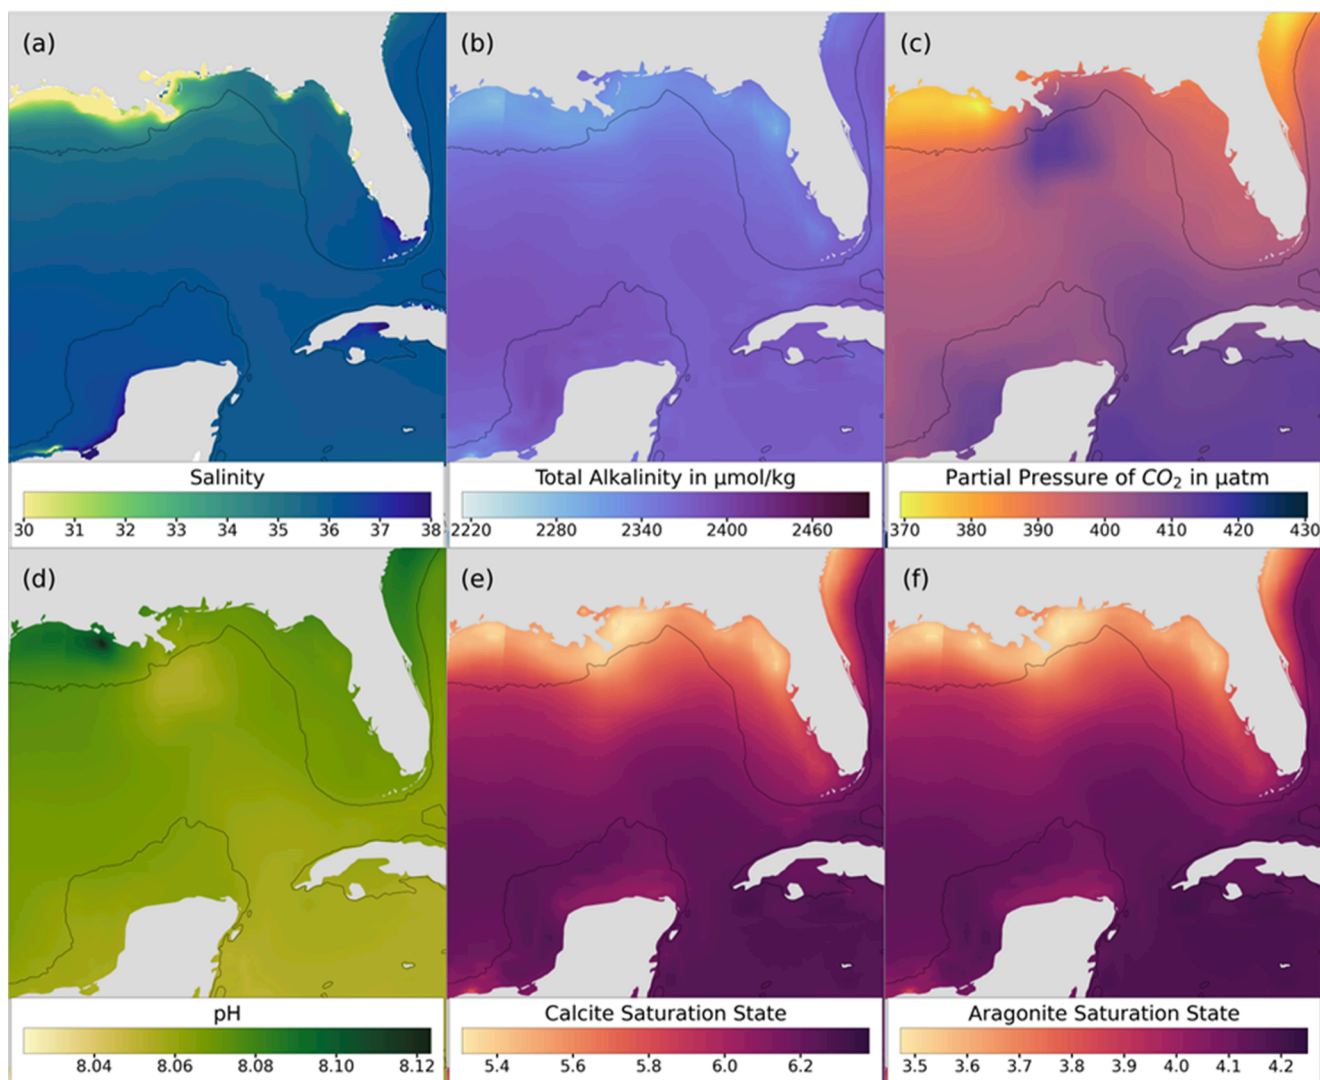 (a) (b) (c)
Salinity Total Alkalinity in μmol/kg Partial Pressure of CO2 in μatm
30 31 32 33 34 35 36 37 38 2220 2280 2340 2400 2460 370 380 390 400 410 420 430
(d) (e) (f)
pH Calcite Saturation State Aragonite Saturation State
8.04 8.06 8.08 8.10 8.12 5.4 5.6 5.8 6.0 6.2 3.5 3.6 3.7 3.8 3.9 4.0 4.1 4.2